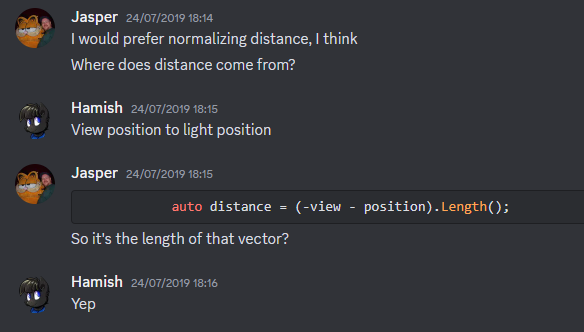 Jasper 24/07/2019 18:14
I would prefer normalizing distance, I think
Where does distance come from?
Hamish 24/07/2019 18:15
View position to light position
Jasper 24/07/2019 18:15
auto distance = (-view - position).Length();
So it's the length of that vector?
Hamish 24/07/2019 18:16
Yep